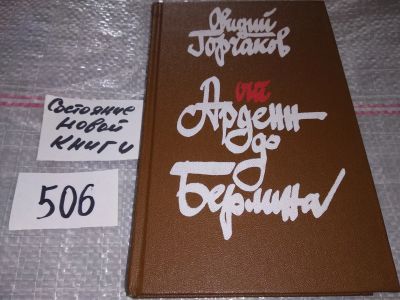 Овидий
Горчаков
от
Арденн
до
Берлина
Состояние
новой
книги
506